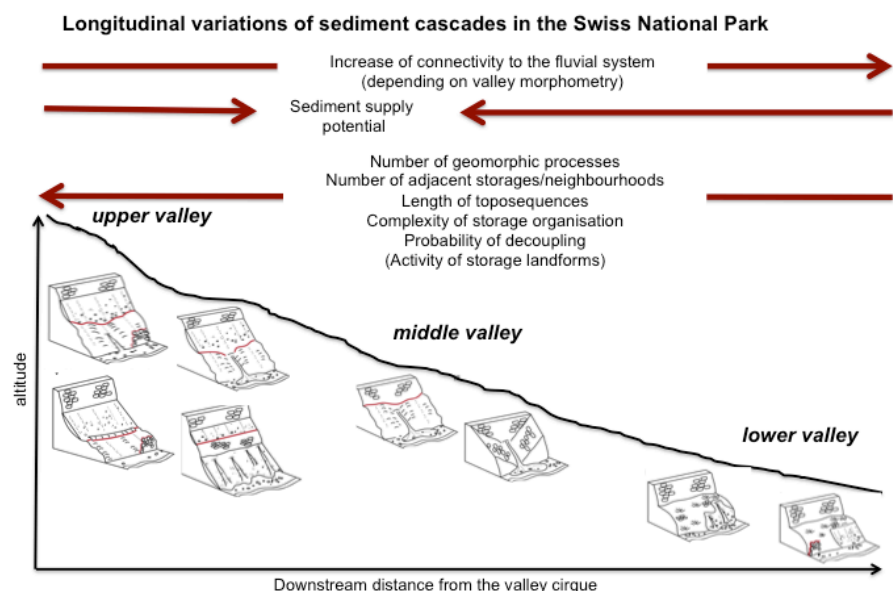 Longitudinal variations of sediment cascades in the Swiss National Park
Increase of connectivity to the fluvial system
(depending on valley morphometry)
Sediment supply
potential
Number of geomorphic processes
Number of adjacent storages/neighbourhoods
Length of toposequences
Complexity of storage organisation
Probability of decoupling
(Activity of storage landforms)
upper valley
middle valley
lower valley
altitude
Downstream distance from the valley cirque